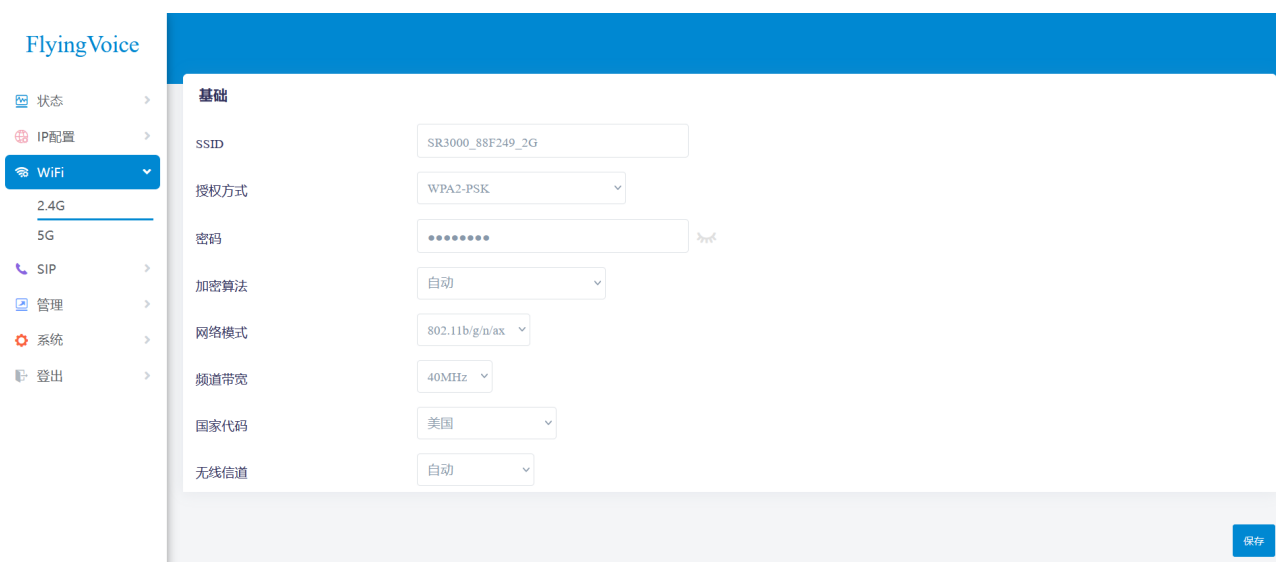 FlyingVoice
状态
IP配置
WiFi
2.4G
5G
SIP
管理
系统
登出
基础
SSID
SR3000_88F249_2G
授权方式
WPA2-PSK
密码
●●●●●●●●
加密算法
自动
网络模式
802.11b/g/n/ax
频道带宽
40MHz
国家代码
美国
无线信道
自动
保存